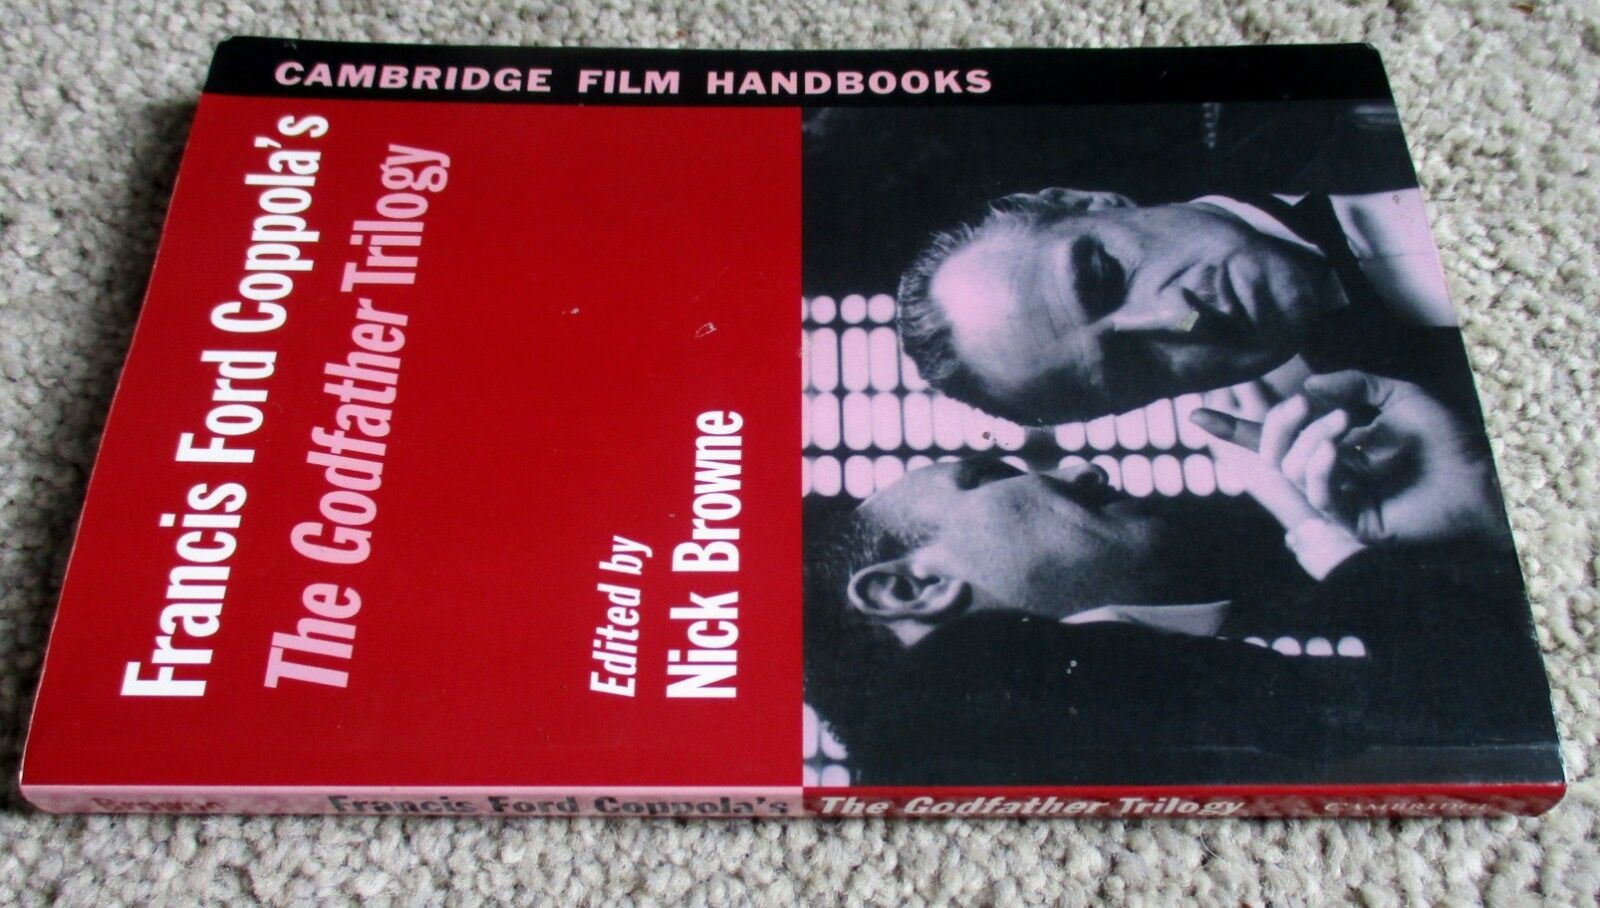 CAMBRIDGE FILM HANDBOOKS
Francis Ford Coppola's
The Godfather Trilogy
Edited by
Nick Browne
Browne Francis Ford Coppola's The Godfather Trilogy CAMBRIDGE